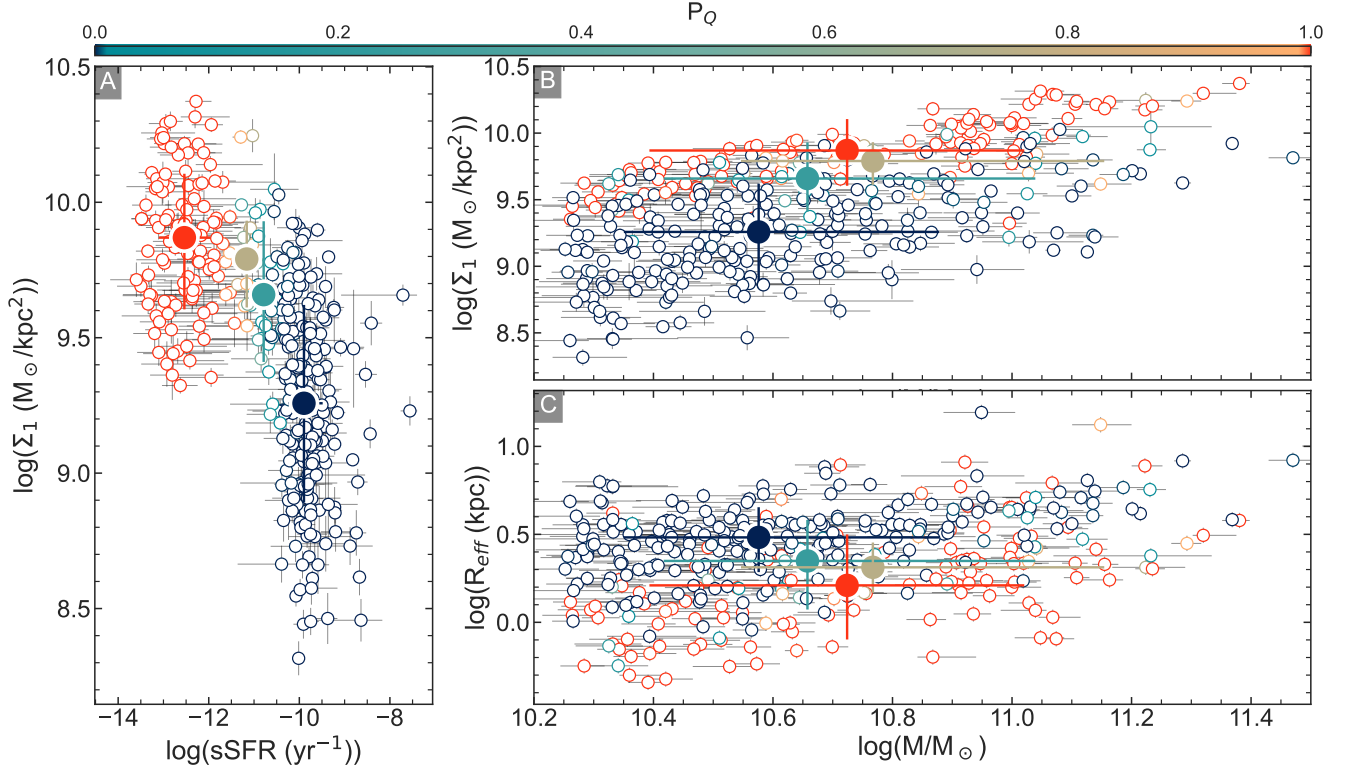 P_Q
0.0 0.2 0.4 0.6 0.8 1.0
A
10.5
10.0
9.5
9.0
8.5
log(Σ₁ (M⊙/kpc²))
−14 −12 −10 −8
log(sSFR (yr⁻¹))
B
10.5
10.0
9.5
9.0
8.5
log(Σ₁ (M⊙/kpc²))
C
1.0
0.5
0.0
log(R_eff (kpc))
10.2 10.4 10.6 10.8 11.0 11.2 11.4
log(M/M⊙)